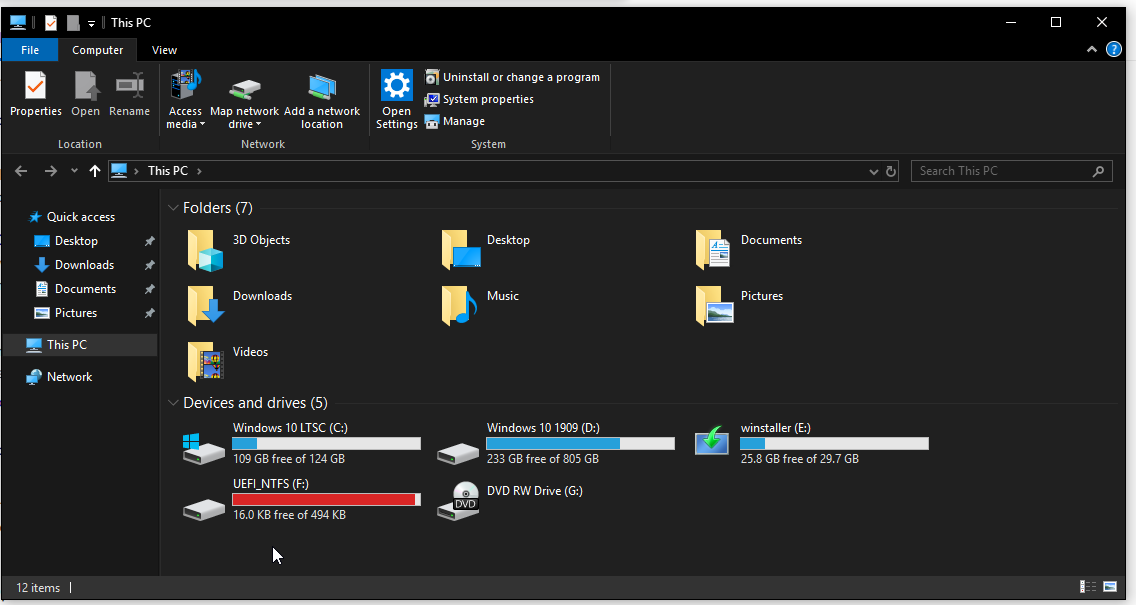 This PC
File
Computer
View
Properties
Open
Rename
Access media
Map network drive
Add a network location
Open Settings
Uninstall or change a program
System properties
Manage
Location
Network
System
This PC
Search This PC
Quick access
Desktop
Downloads
Documents
Pictures
This PC
Network
Folders (7)
3D Objects
Desktop
Documents
Downloads
Music
Pictures
Videos
Devices and drives (5)
Windows 10 LTSC (C:)
109 GB free of 124 GB
Windows 10 1909 (D:)
233 GB free of 805 GB
winstaller (E:)
25.8 GB free of 29.7 GB
UEFI_NTFS (F:)
16.0 KB free of 494 KB
DVD RW Drive (G:)
DVD
12 items